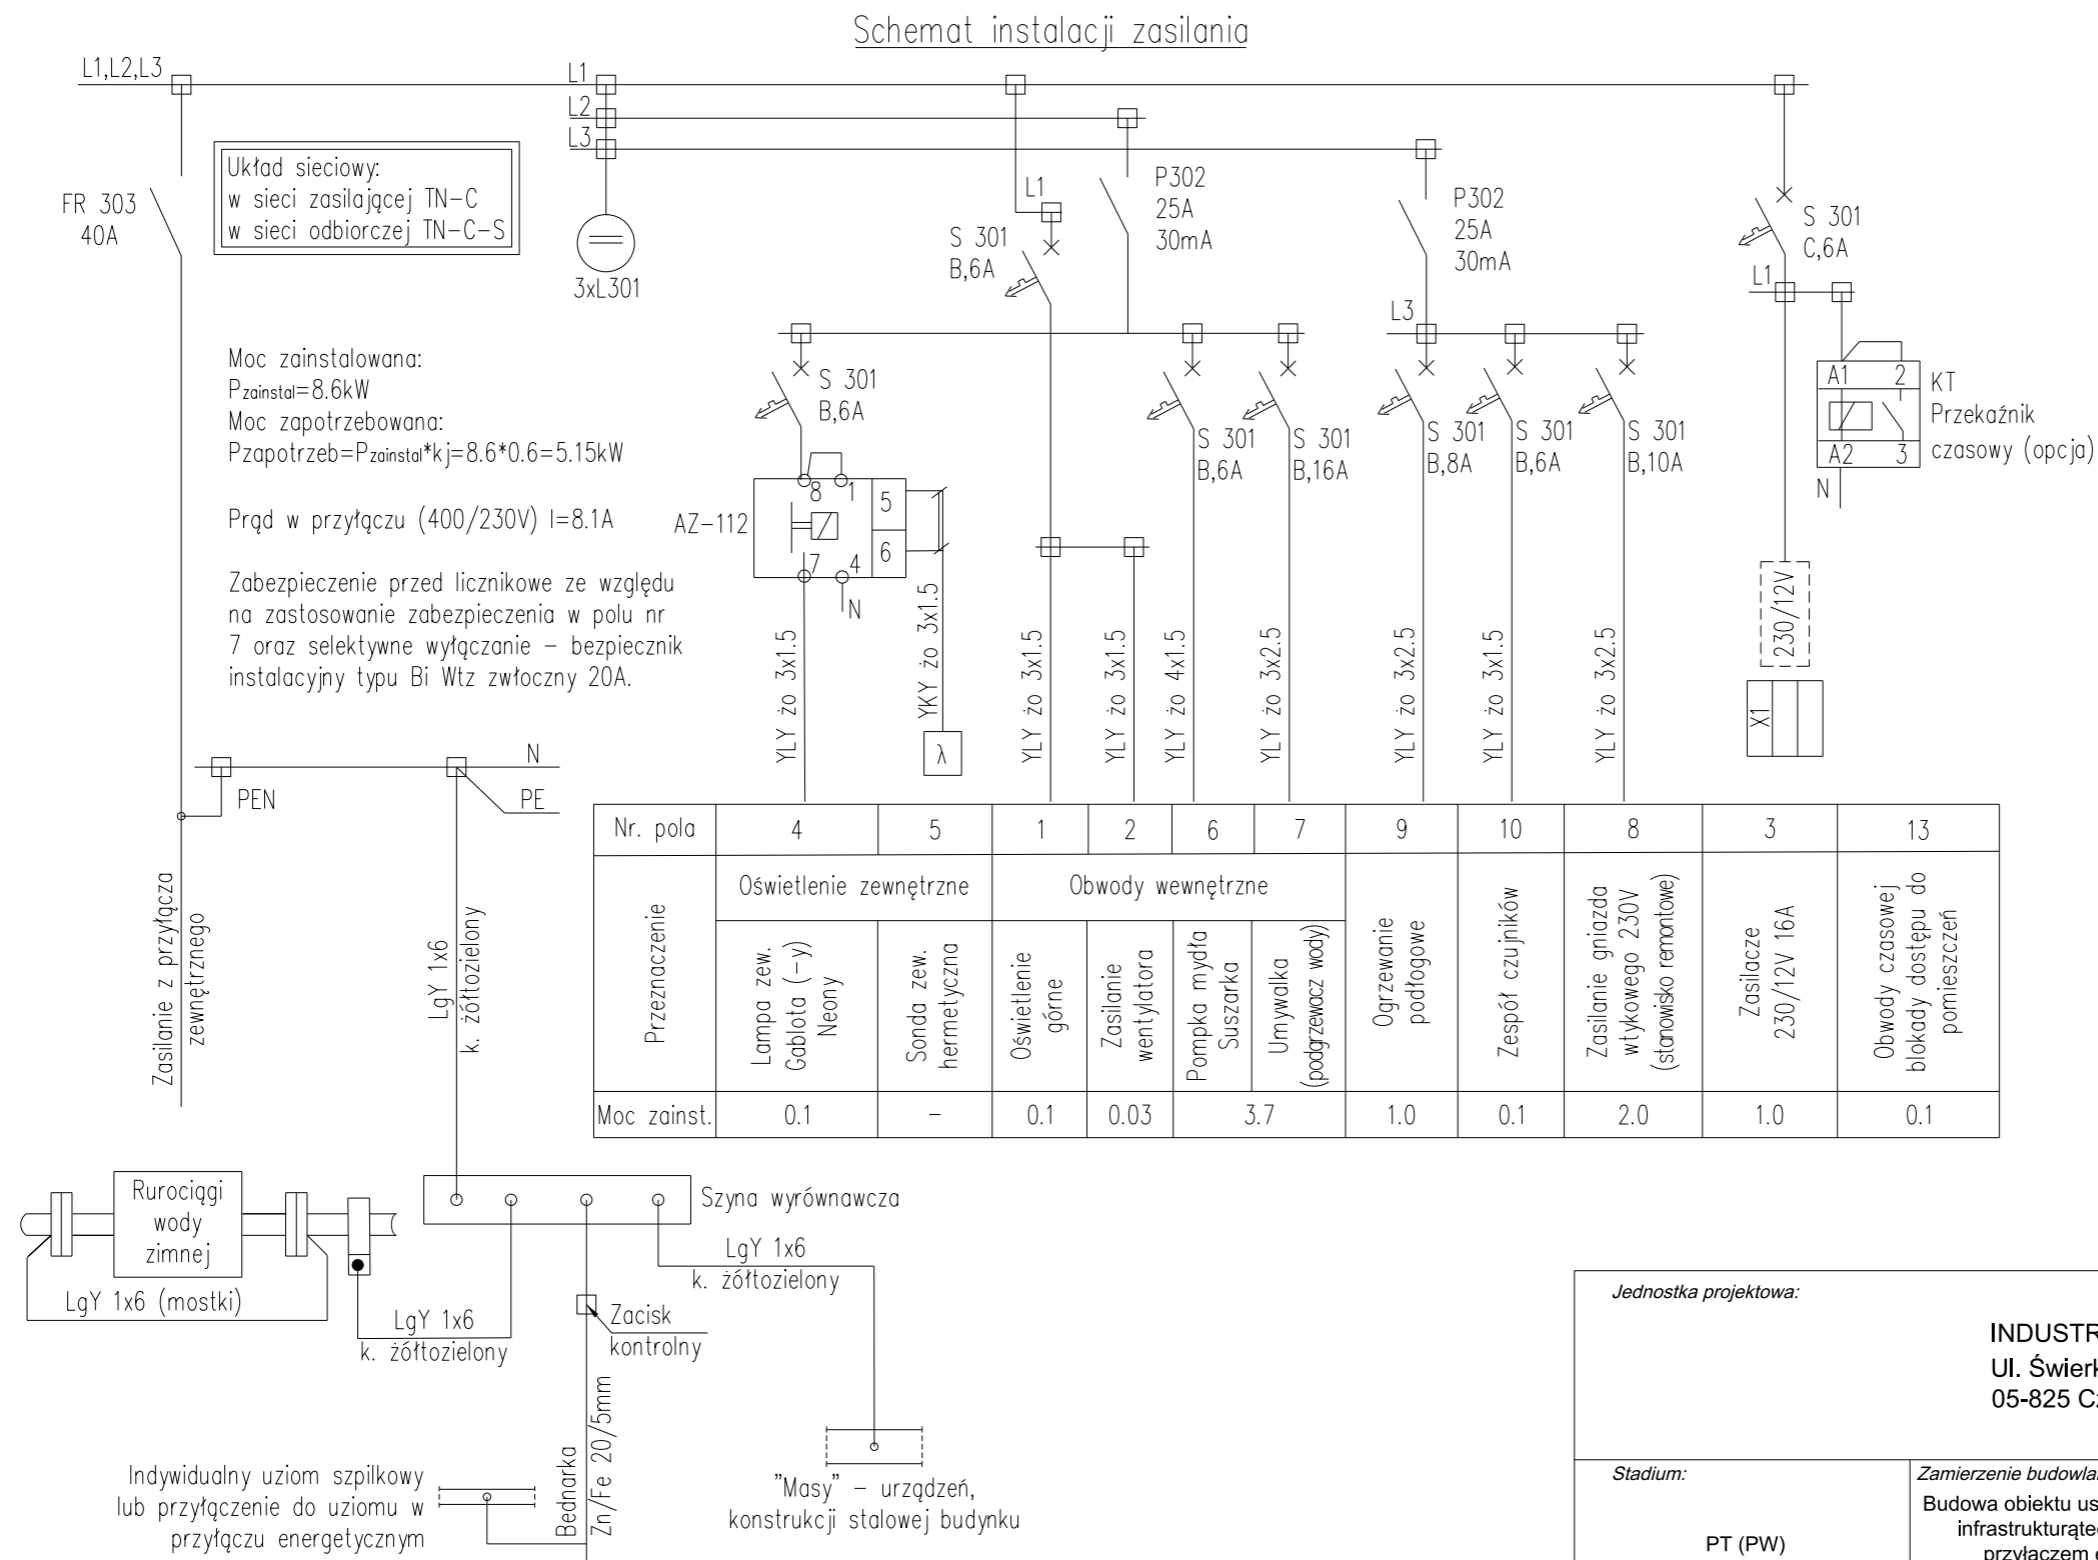 Schemat instalacji zasilania
L1,L2,L3
L1
L2
L3
FR 303
40A
Układ sieciowy:
w sieci zasilającej TN-C
w sieci odbiorczej TN-C-S
3xL301
L1
S 301
B,6A
P302
25A
30mA
P302
25A
30mA
S 301
C,6A
L1
L3
Moc zainstalowana:
Pzainstal=8.6kW
Moc zapotrzebowana:
Pzapotrzeb=Pzainstal*kj=8.6*0.6=5.15kW
Prąd w przyłączu (400/230V) I=8.1A
Zabezpieczenie przed licznikowe ze względu
na zastosowanie zabezpieczenia w polu nr
7 oraz selektywne wyłączanie – bezpiecznik
instalacyjny typu Bi Wtz zwłoczny 20A.
S 301
B,6A
S 301
B,6A
S 301
B,16A
S 301
B,8A
S 301
B,6A
S 301
B,10A
A1 2
A2 3
N
KT
Przekaźnik
czasowy (opcja)
AZ-112
8 1 5
7 4 6
N
YLY żo 3x1.5
YKY żo 3x1.5
YLY żo 3x1.5
YLY żo 3x1.5
YLY żo 4x1.5
YLY żo 3x2.5
YLY żo 3x2.5
YLY żo 3x1.5
YLY żo 3x2.5
230/12V
X1
λ
N
PEN
PE
Zasilanie z przyłącza
zewnętrznego
LgY 1x6
k. żółtozielony
Nr. pola 4 5 1 2 6 7 9 10 8 3 13
Przeznaczenie
Oświetlenie zewnętrzne
Obwody wewnętrzne
Lampa zew.
Gablota (-y)
Neony
Sonda zew.
hermetyczna
Oświetlenie
górne
Zasilanie
wentylatora
Pompka mydła
Suszarka
Umywalka
(podgrzewacz wody)
Ogrzewanie
podłogowe
Zespół czujników
Zasilanie gniazda
wtykowego 230V
(stanowisko remontowe)
Zasilacze
230/12V 16A
Obwody czasowej
blokady dostępu do
pomieszczeń
Moc zainst. 0.1 – 0.1 0.03 3.7 1.0 0.1 2.0 1.0 0.1
Rurociągi
wody
zimnej
LgY 1x6 (mostki)
LgY 1x6
k. żółtozielony
Szyna wyrównawcza
LgY 1x6
k. żółtozielony
Zacisk
kontrolny
Bednarka
Zn/Fe 20/5mm
Indywidualny uziom szpilkowy
lub przyłączenie do uziomu w
przyłączu energetycznym
"Masy" – urządzeń,
konstrukcji stalowej budynku
Jednostka projektowa:
INDUSTR
Ul. Świerk
05-825 C
Stadium:
PT (PW)
Zamierzenie budowla
Budowa obiektu us
infrastrukturąte
przyłączem